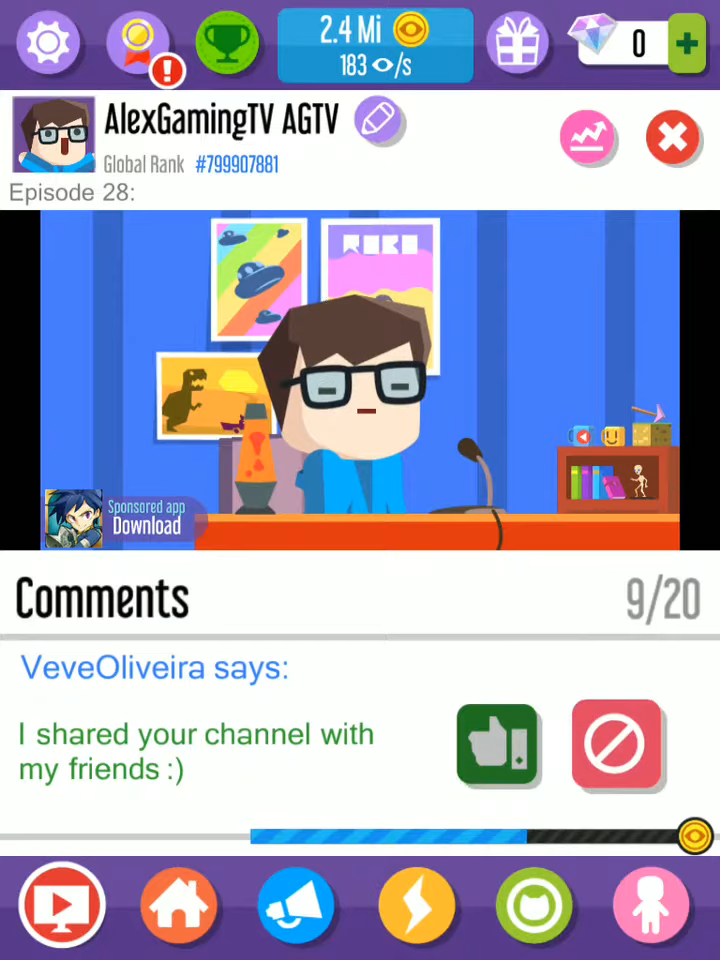 2.4 Mi
183 /s
0
!
AlexGamingTV AGTV
Global Rank #799907881
Episode 28:
Sponsored app
Download
Comments 9/20
VeveOliveira says:
I shared your channel with
my friends :)